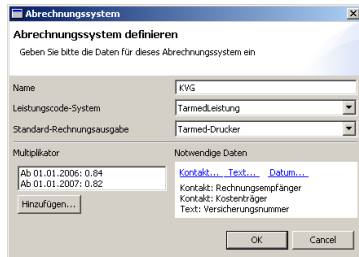 Abrechnungssystem
Abrechnungssystem definieren
Geben Sie bitte die Daten für dieses Abrechnungssystem ein
Name KVG
Leistungscode-System TarmedLeistung
Standard-Rechnungsausgabe Tarmed-Drucker
Multiplikator Notwendige Daten
Ab 01.01.2006: 0.84
Ab 01.01.2007: 0.82
Hinzufügen...
Kontakt... Text... Datum...
Kontakt: Rechnungsempfänger
Kontakt: Kostenträger
Text: Versicherungsnummer
OK Cancel